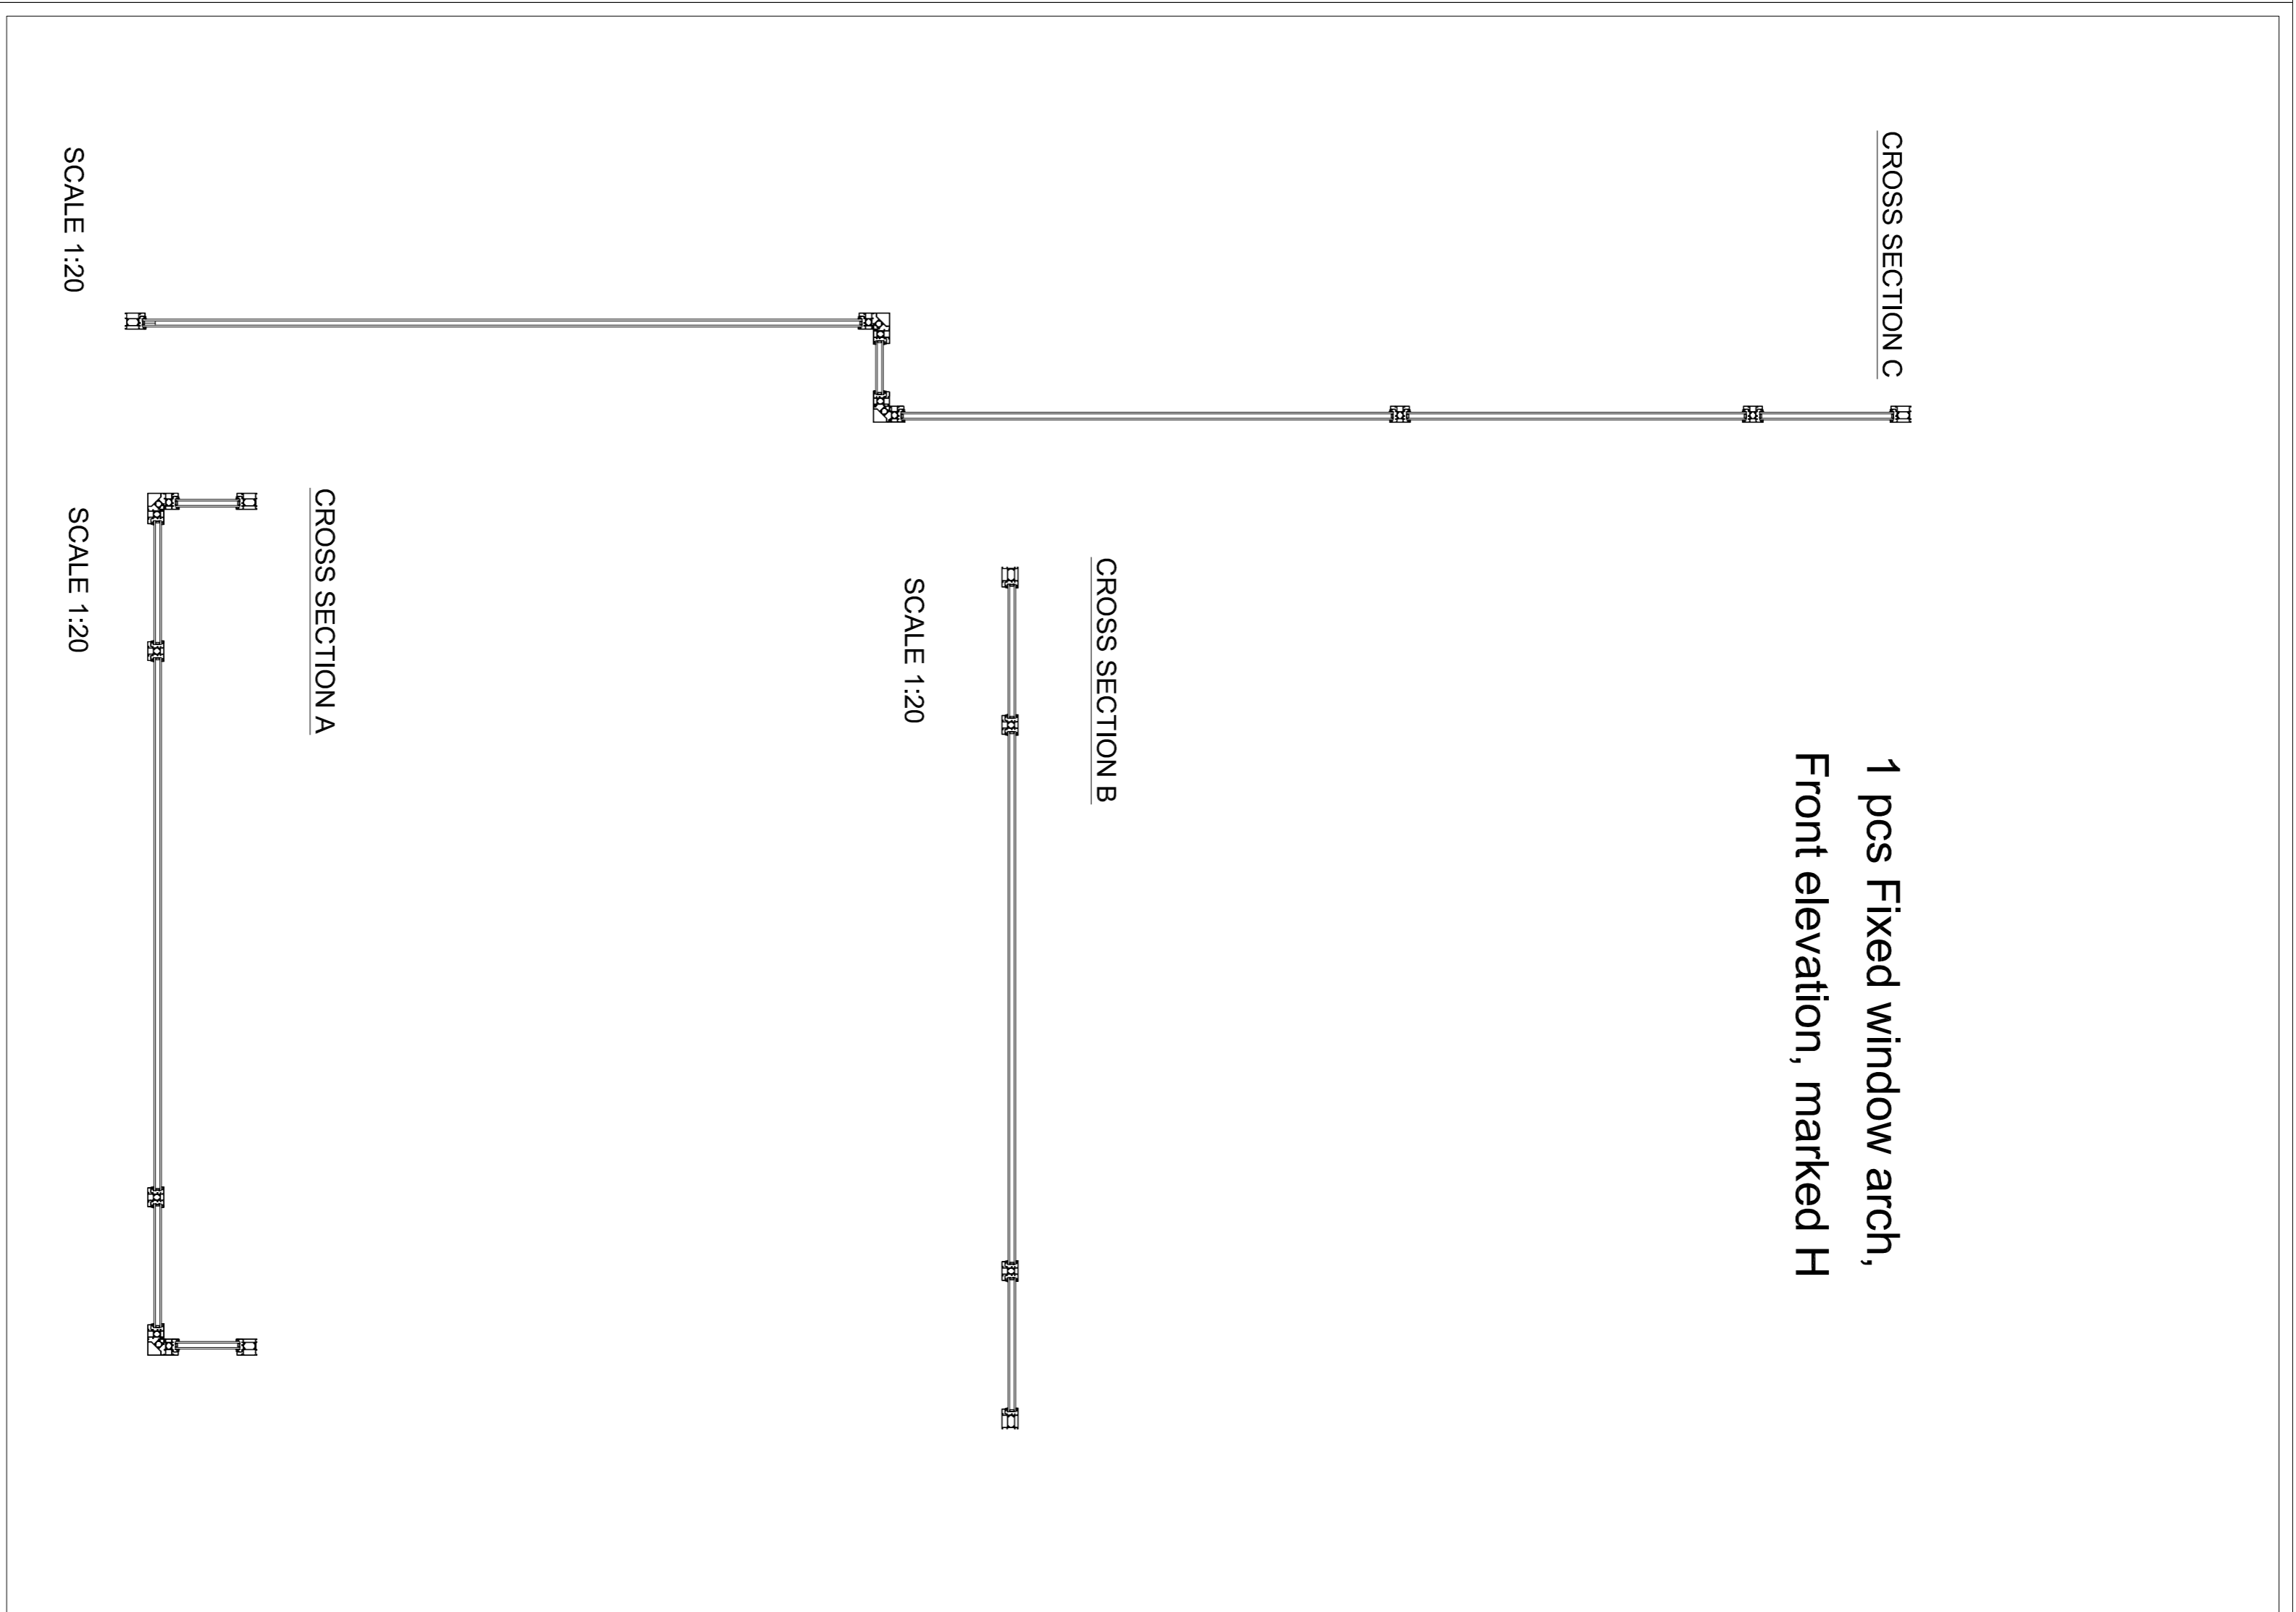 1 pcs Fixed window arch,
Front elevation, marked H
CROSS SECTION C
SCALE 1:20
CROSS SECTION B
SCALE 1:20
CROSS SECTION A
SCALE 1:20